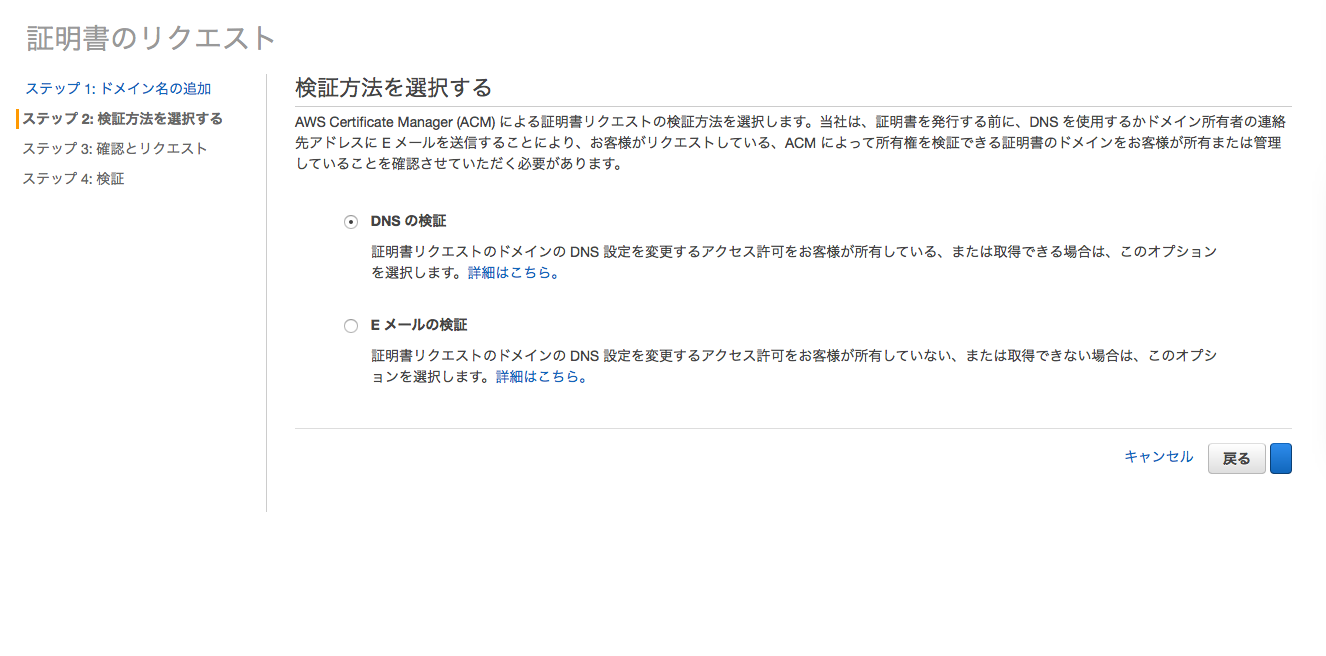 証明書のリクエスト
ステップ 1: ドメイン名の追加
ステップ 2: 検証方法を選択する
ステップ 3: 確認とリクエスト
ステップ 4: 検証
検証方法を選択する
AWS Certificate Manager (ACM) による証明書リクエストの検証方法を選択します。当社は、証明書を発行する前に、DNS を使用するかドメイン所有者の連絡
先アドレスに E メールを送信することにより、お客様がリクエストしている、ACM によって所有権を検証できる証明書のドメインをお客様が所有または管理
していることを確認させていただく必要があります。
DNS の検証
証明書リクエストのドメインの DNS 設定を変更するアクセス許可をお客様が所有している、または取得できる場合は、このオプション
を選択します。詳細はこちら。
E メールの検証
証明書リクエストのドメインの DNS 設定を変更するアクセス許可をお客様が所有していない、または取得できない場合は、このオプシ
ョンを選択します。詳細はこちら。
キャンセル
戻る